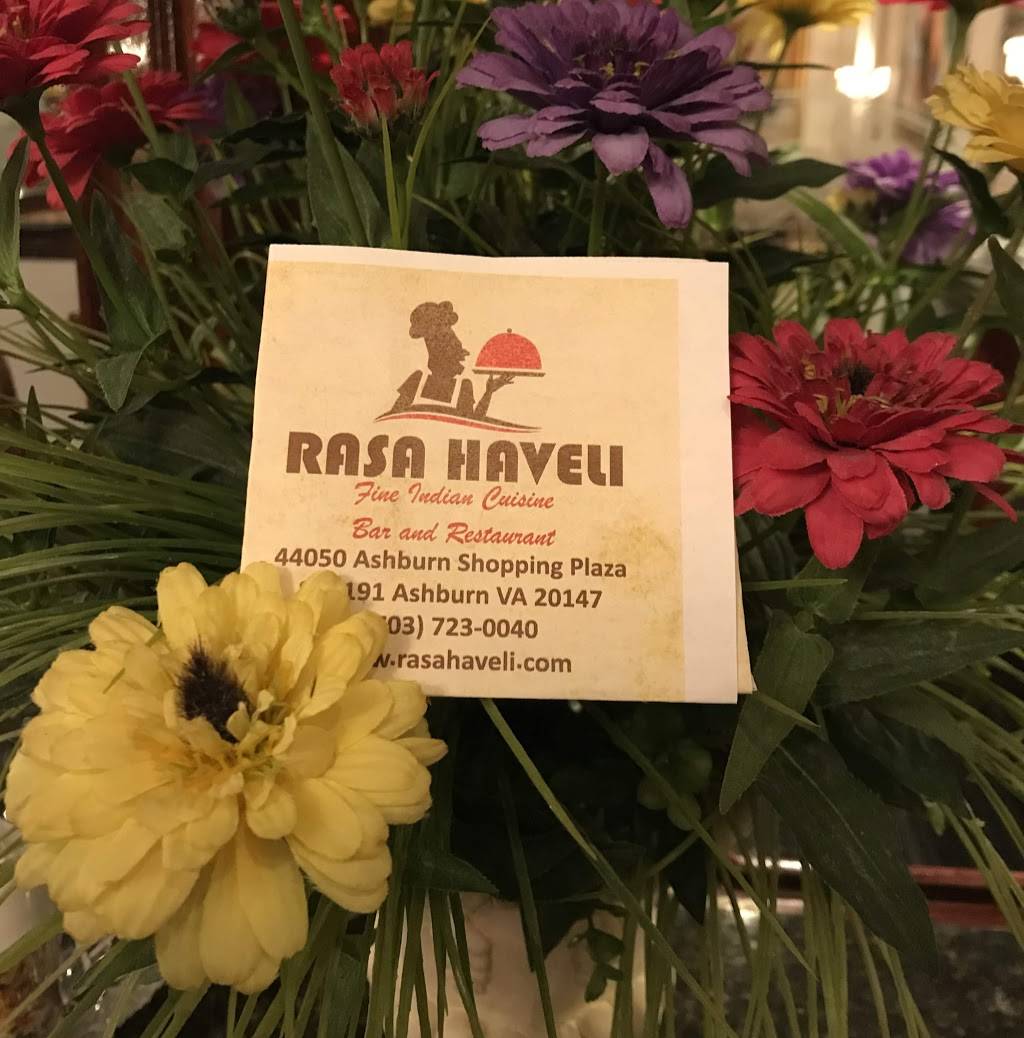 RASA HAVELI
Fine Indian Cuisine
Bar and Restaurant
44050 Ashburn Shopping Plaza
191 Ashburn VA 20147
03) 723-0040
w.rasahaveli.com